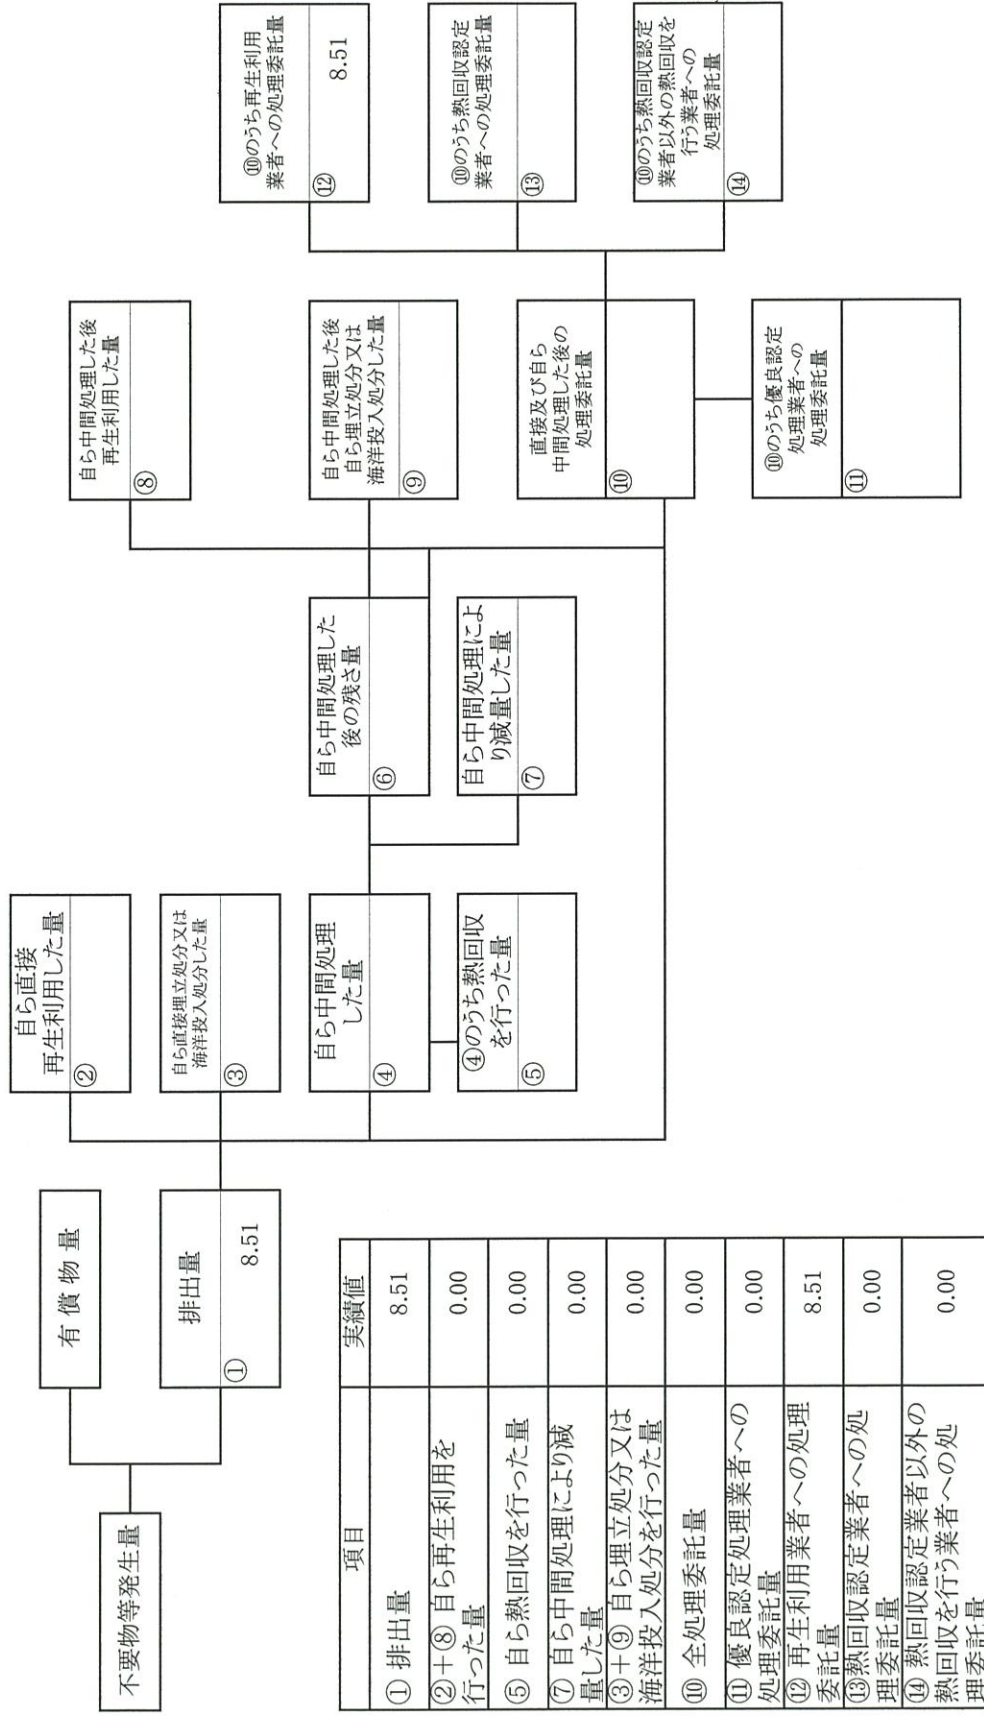 不要物等発生量
有償物量
排出量
①
8.51
自ら直接
再生利用した量
②
自ら直接埋立処分又は
海洋投入処分した量
③
自ら中間処理
した量
④
④のうち熱回収
を行った量
⑤
自ら中間処理した
後の残さ量
⑥
自ら中間処理によ
り減量した量
⑦
自ら中間処理した後
再生利用した量
⑧
自ら中間処理した後
自ら埋立処分又は
海洋投入処分した量
⑨
直接及び自ら
中間処理した後の
処理委託量
⑩
⑩のうち優良認定
処理業者への
処理委託量
⑪
⑩のうち再生利用
業者への処理委託量
⑫
8.51
⑩のうち熱回収認定
業者への処理委託量
⑬
⑩のうち熱回収認定
業者以外の熱回収を
行う業者への
処理委託量
⑭
項目 実績値
① 排出量 8.51
②+⑧ 自ら再生利用を
行った量 0.00
⑤ 自ら熱回収を行った量 0.00
⑦ 自ら中間処理により減
量した量 0.00
③+⑨ 自ら埋立処分又は
海洋投入処分を行った量 0.00
⑩ 全処理委託量 0.00
⑪ 優良認定処理業者への
処理委託量 0.00
⑫ 再生利用業者への処理
委託量 8.51
⑬熱回収認定業者への処
理委託量 0.00
⑭ 熱回収認定業者以外の
熱回収を行う業者への処
理委託量 0.00